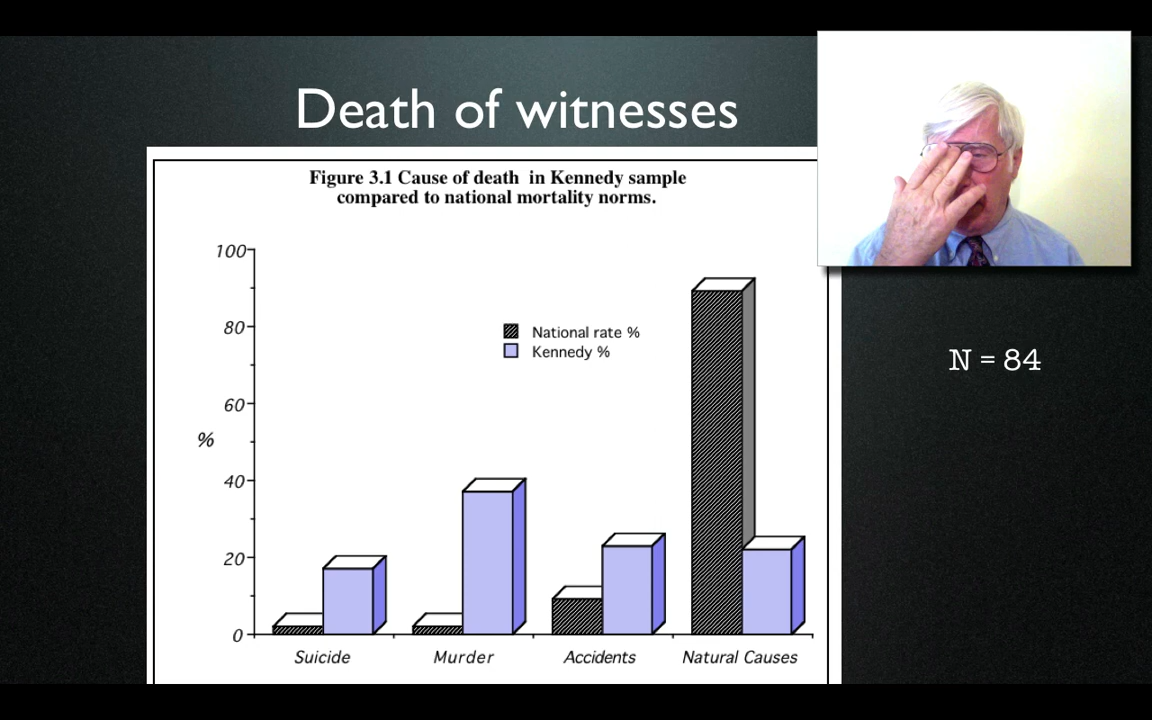 Death of witnesses
Figure 3.1 Cause of death in Kennedy sample
compared to national mortality norms.
100
80
60
%
40
20
0
National rate %
Kennedy %
Suicide
Murder
Accidents
Natural Causes
N = 84